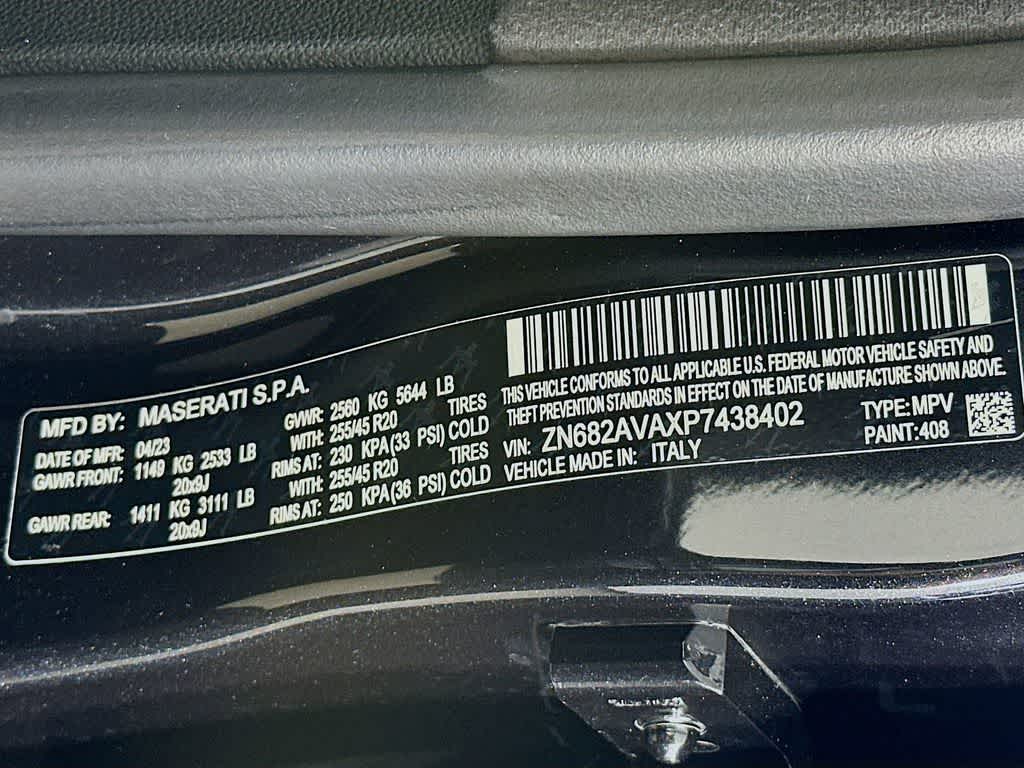 MFD BY: MASERATI S.P.A.
DATE OF MFR: 04/23 GVWR: 2560 KG 5644 LB
GAWR FRONT: 1149 KG 2533 LB WITH: 255/45 R20 TIRES
20x9J RIMS AT: 230 KPA(33 PSI) COLD
GAWR REAR: 1411 KG 3111 LB WITH: 255/45 R20 TIRES
20x9J RIMS AT: 250 KPA(36 PSI) COLD
THIS VEHICLE CONFORMS TO ALL APPLICABLE U.S. FEDERAL MOTOR VEHICLE SAFETY AND
THEFT PREVENTION STANDARDS IN EFFECT ON THE DATE OF MANUFACTURE SHOWN ABOVE.
VIN: ZN682AVAXP7438402 TYPE: MPV
VEHICLE MADE IN: ITALY PAINT: 408